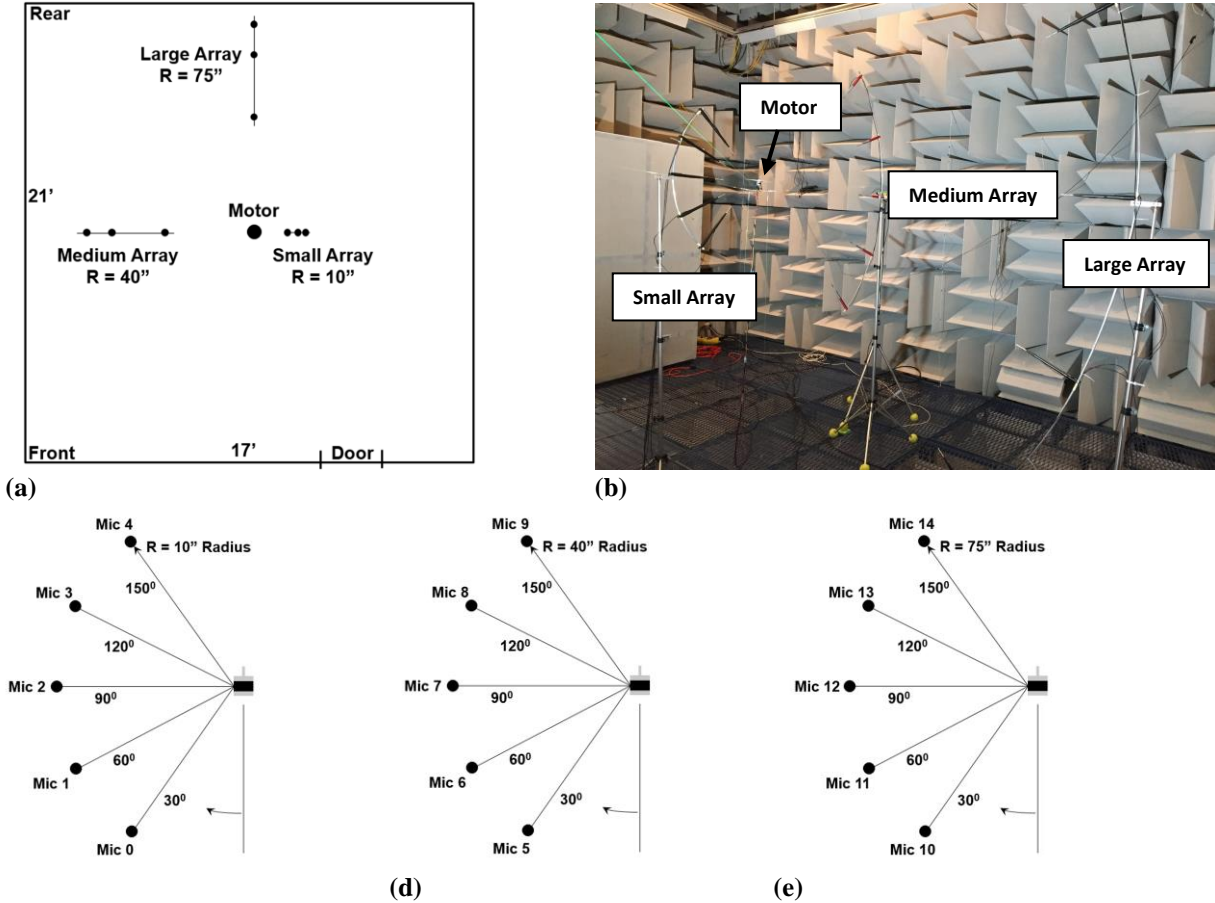 Rear
Large Array
R = 75”
21’
Motor
Medium Array
R = 40”
Small Array
R = 10”
Front
17’
Door
(a)
Motor
Medium Array
Small Array
Large Array
(b)
Mic 4
R = 10” Radius
150⁰
Mic 3
120⁰
Mic 2
90⁰
60⁰
Mic 1
30⁰
Mic 0
Mic 9
R = 40” Radius
150⁰
Mic 8
120⁰
Mic 7
90⁰
60⁰
Mic 6
30⁰
Mic 5
(d)
Mic 14
R = 75” Radius
150⁰
Mic 13
120⁰
Mic 12
90⁰
60⁰
Mic 11
30⁰
Mic 10
(e)